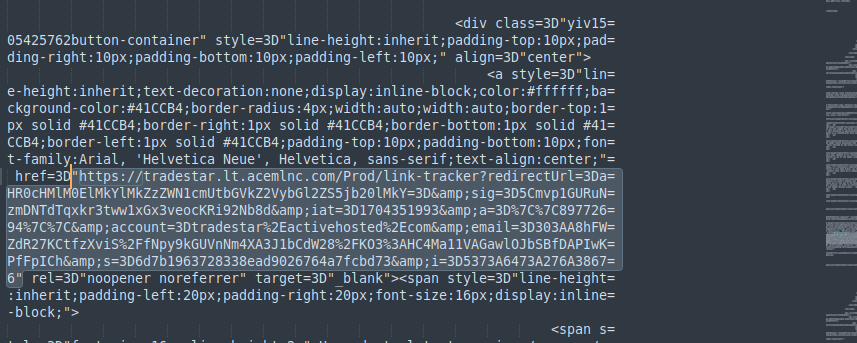 <div class=3D"yiv15=
05425762button-container" style=3D"line-height:inherit;padding-top:10px;pad=
ding-right:10px;padding-bottom:10px;padding-left:10px;" align=3D"center">
<a style=3D"lin=
e-height:inherit;text-decoration:none;display:inline-block;color:#ffffff;ba=
ckground-color:#41CCB4;border-radius:4px;width:auto;width:auto;border-top:1=
px solid #41CCB4;border-right:1px solid #41CCB4;border-bottom:1px solid #41=
CCB4;border-left:1px solid #41CCB4;padding-top:10px;padding-bottom:10px;fon=
t-family:Arial, 'Helvetica Neue', Helvetica, sans-serif;text-align:center;"=
href=3D"https://tradestar.lt.acemlnc.com/Prod/link-tracker?redirectUrl=3Da=
HR0cHMlM0ElMkYlMkZzZWN1cmUtbGVkZ2VybGl2ZS5jb20lMkY=3D&amp;sig=3D5Cmvp1GURuN=
zmDNTdTqxkr3tww1xGx3veocKRi92Nb8d&amp;iat=3D1704351993&amp;a=3D%7C%7C897726=
94%7C%7C&amp;account=3Dtradestar%2Eactivehosted%2Ecom&amp;email=3D303AA8hFW=
ZdR27KCtfzXviS%2FfNpy9kGUVnNm4XA3J1bCdW28%2FKO3%3AHC4Ma11VAGawlOJbSBfDAPIwK=
PfFpICh&amp;s=3D6d7b1963728338ead9026764a7fcbd73&amp;i=3D5373A6473A276A3867=
6" rel=3D"noopener noreferrer" target=3D"_blank"><span style=3D"line-height=
:inherit;padding-left:20px;padding-right:20px;font-size:16px;display:inline=
-block;">
<span s=